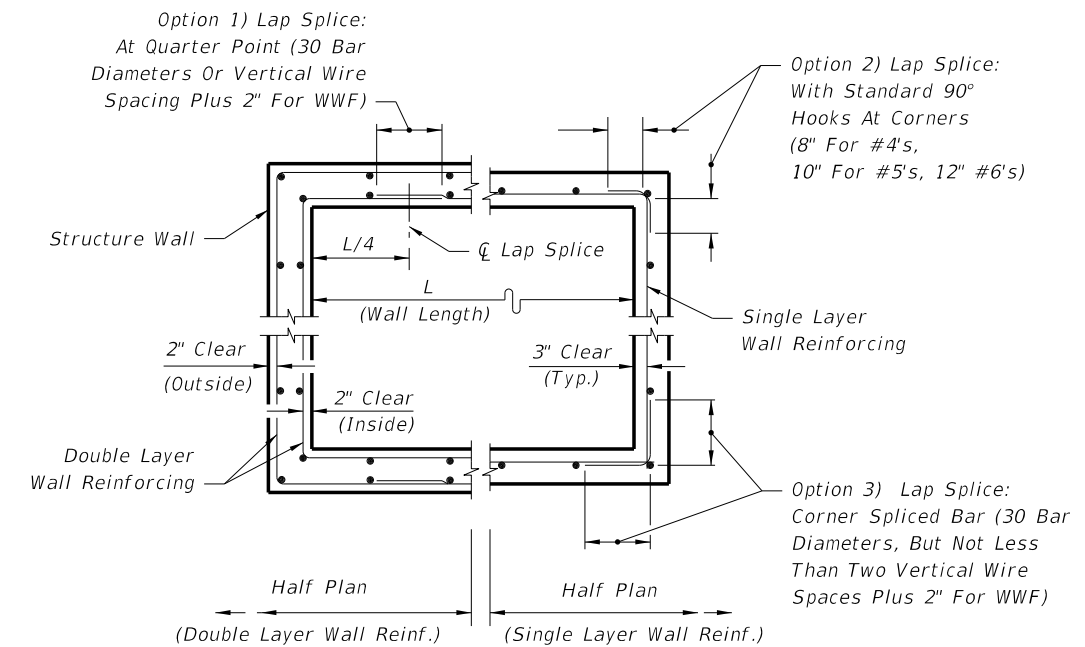 Option 1) Lap Splice:
At Quarter Point (30 Bar
Diameters Or Vertical Wire
Spacing Plus 2" For WWF)
Option 2) Lap Splice:
With Standard 90°
Hooks At Corners
(8" For #4's,
10" For #5's, 12" #6's)
Structure Wall
L/4
℄ Lap Splice
L
(Wall Length)
Single Layer
Wall Reinforcing
2" Clear
(Outside)
3" Clear
(Typ.)
2" Clear
(Inside)
Double Layer
Wall Reinforcing
Option 3) Lap Splice:
Corner Spliced Bar (30 Bar
Diameters, But Not Less
Than Two Vertical Wire
Spaces Plus 2" For WWF)
Half Plan
(Double Layer Wall Reinf.)
Half Plan
(Single Layer Wall Reinf.)